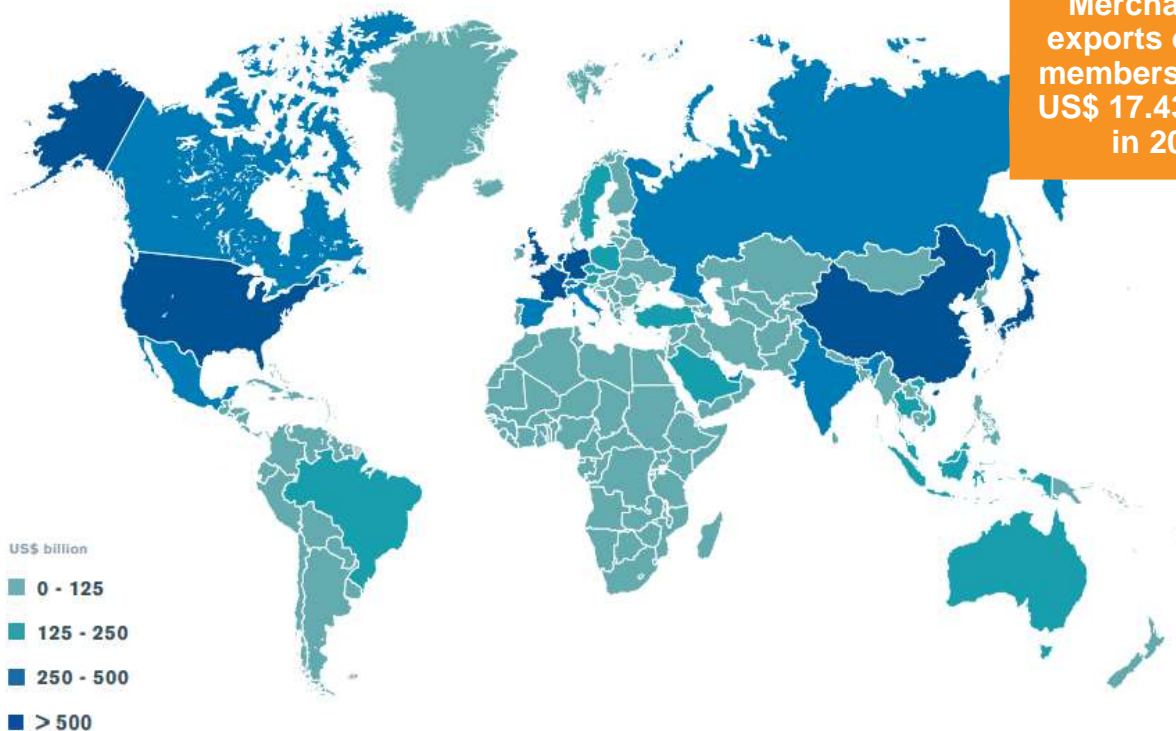 Mercha
exports
members
US$ 17.43
in 20
US$ billion
0 - 125
125 - 250
250 - 500
> 500